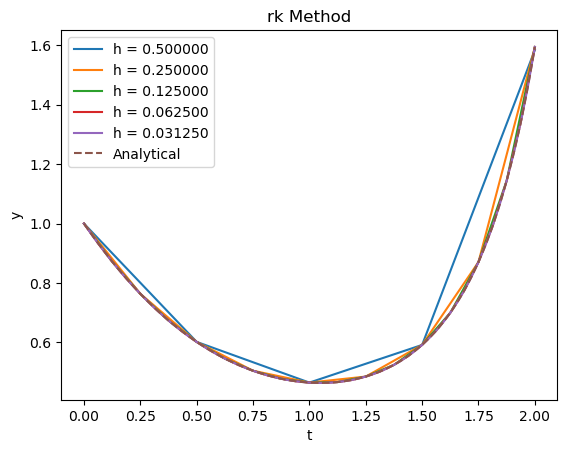 rk Method
h = 0.500000
h = 0.250000
h = 0.125000
h = 0.062500
h = 0.031250
Analytical
y
1.6
1.4
1.2
1.0
0.8
0.6
0.00 0.25 0.50 0.75 1.00 1.25 1.50 1.75 2.00
t